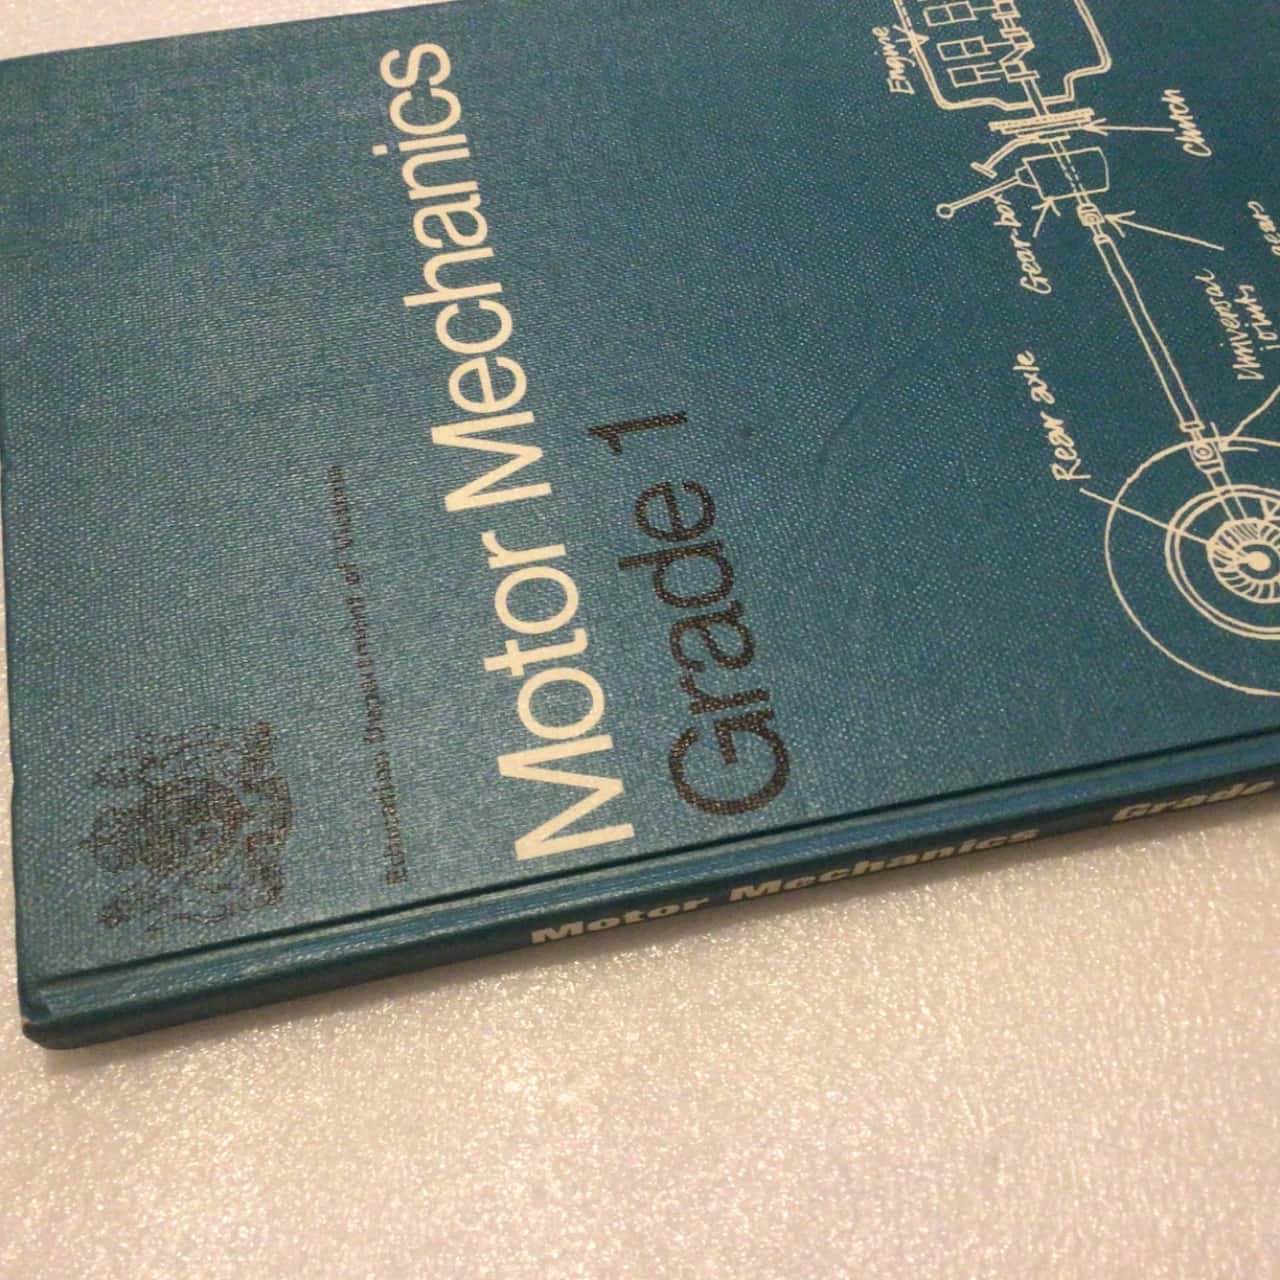 Education Department of Victoria
Motor Mechanics
Grade 1
Engine
Clutch
Gear box
Universal
joints
gears
Rear axle
Motor Mechanics Grade